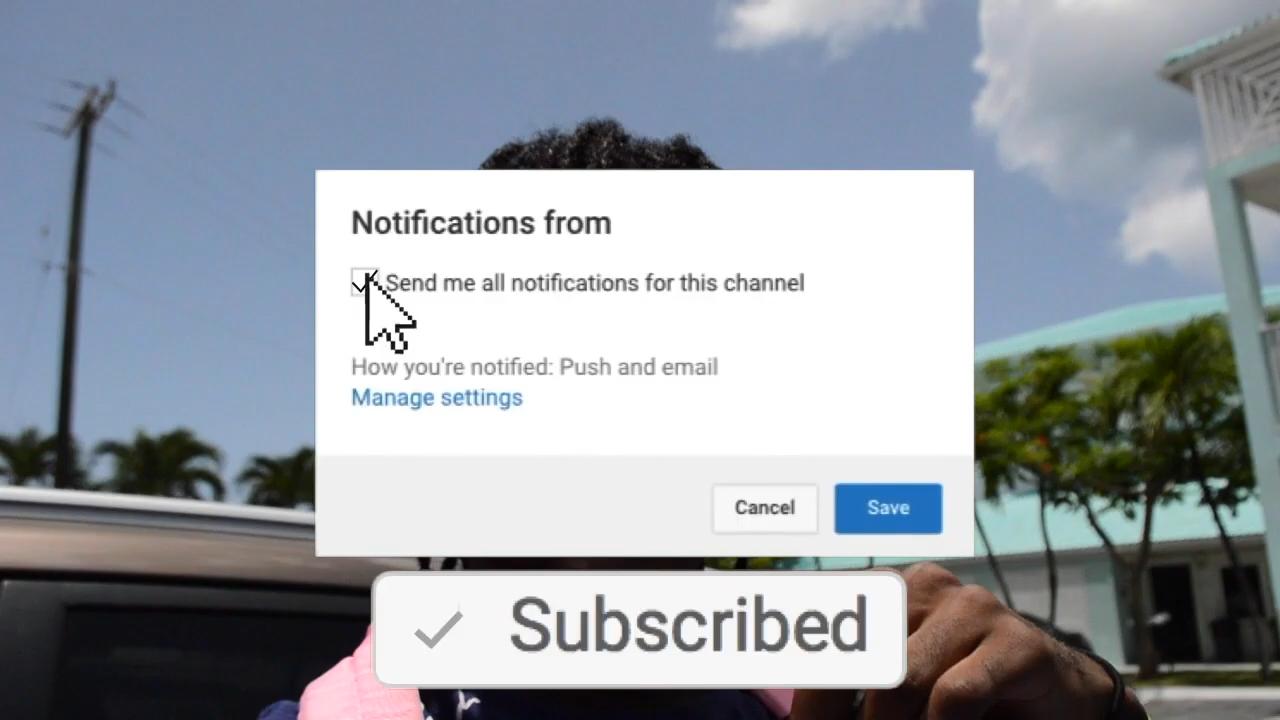 Notifications from
Send me all notifications for this channel
How you're notified: Push and email
Manage settings
Cancel
Save
Subscribed